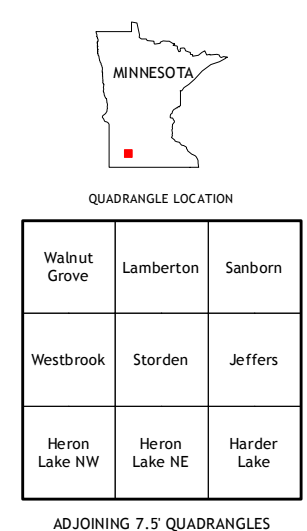 MINNESOTA
QUADRANGLE LOCATION
Walnut
Grove
Lamberton
Sanborn
Westbrook
Storden
Jeffers
Heron
Lake NW
Heron
Lake NE
Harder
Lake
ADJOINING 7.5' QUADRANGLES